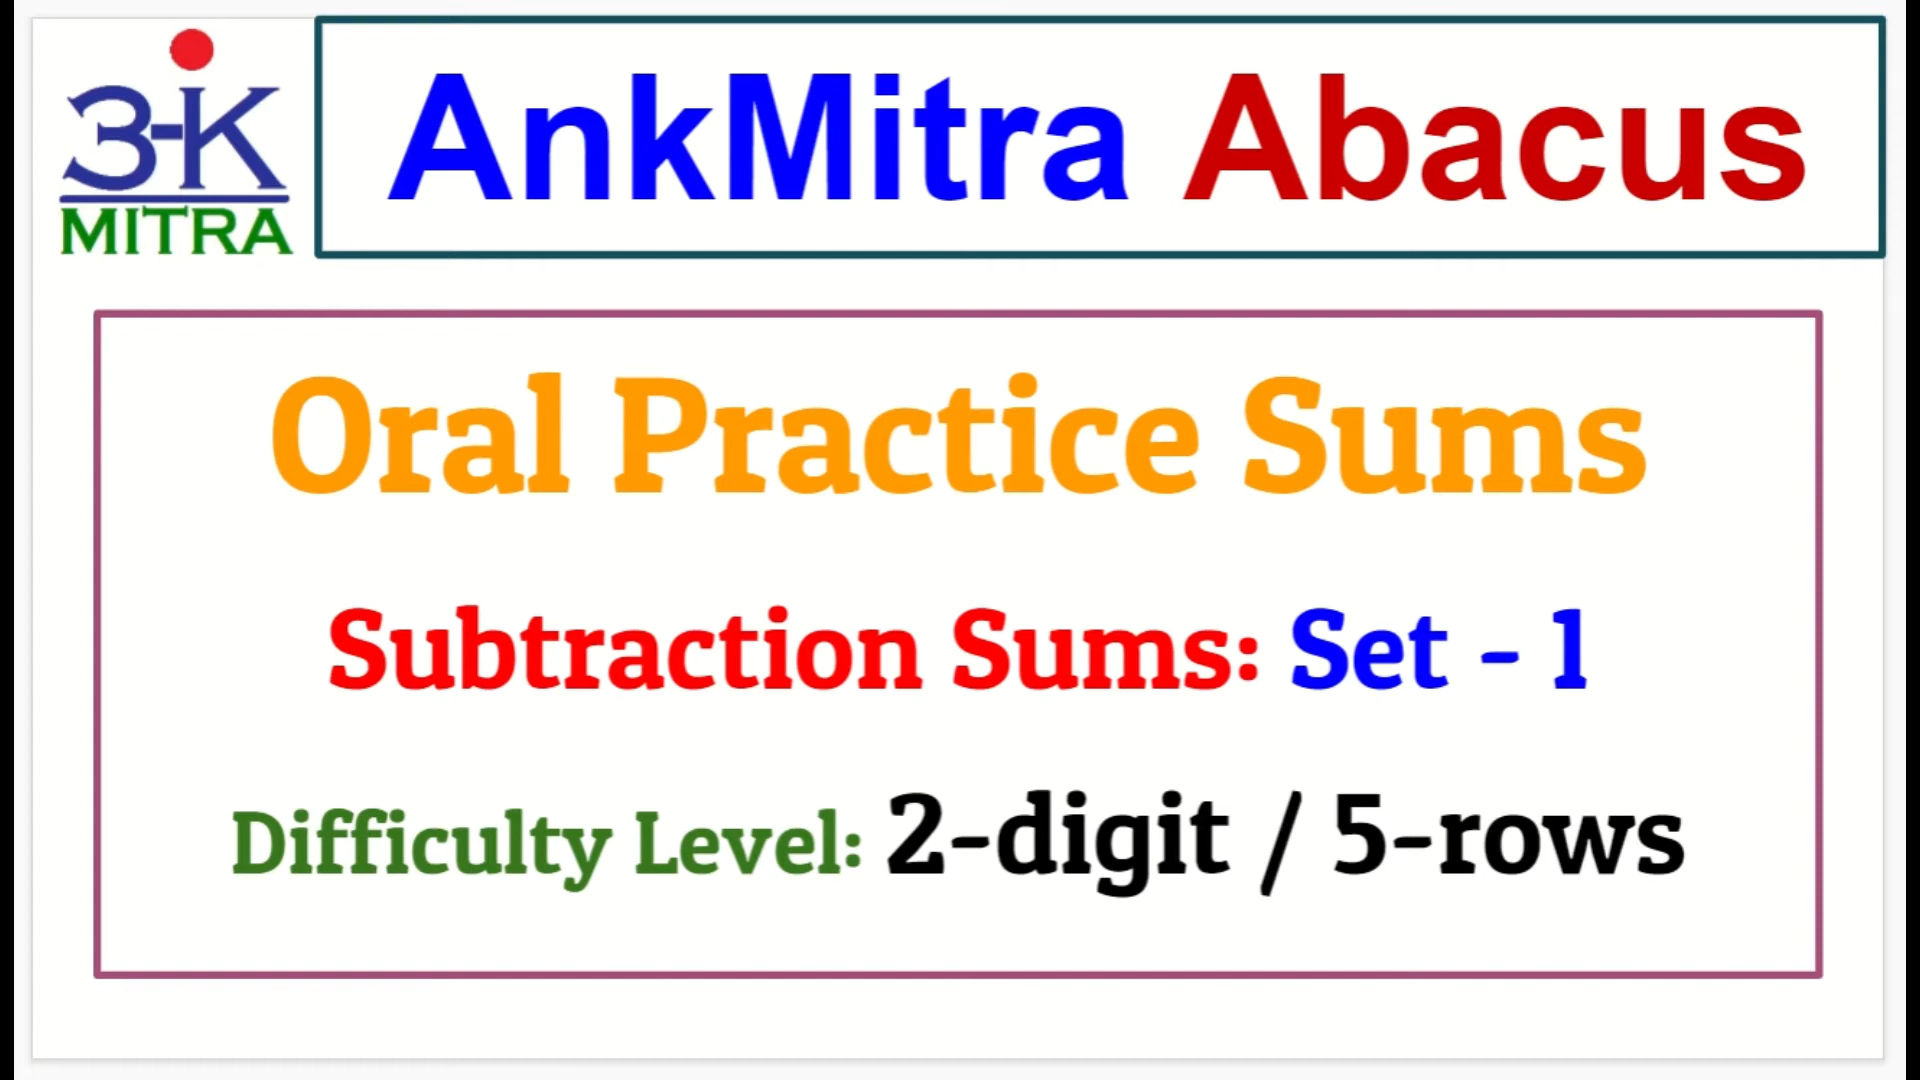 3-K
MITRA
AnkMitra Abacus
Oral Practice Sums
Subtraction Sums: Set - 1
Difficulty Level: 2-digit / 5-rows